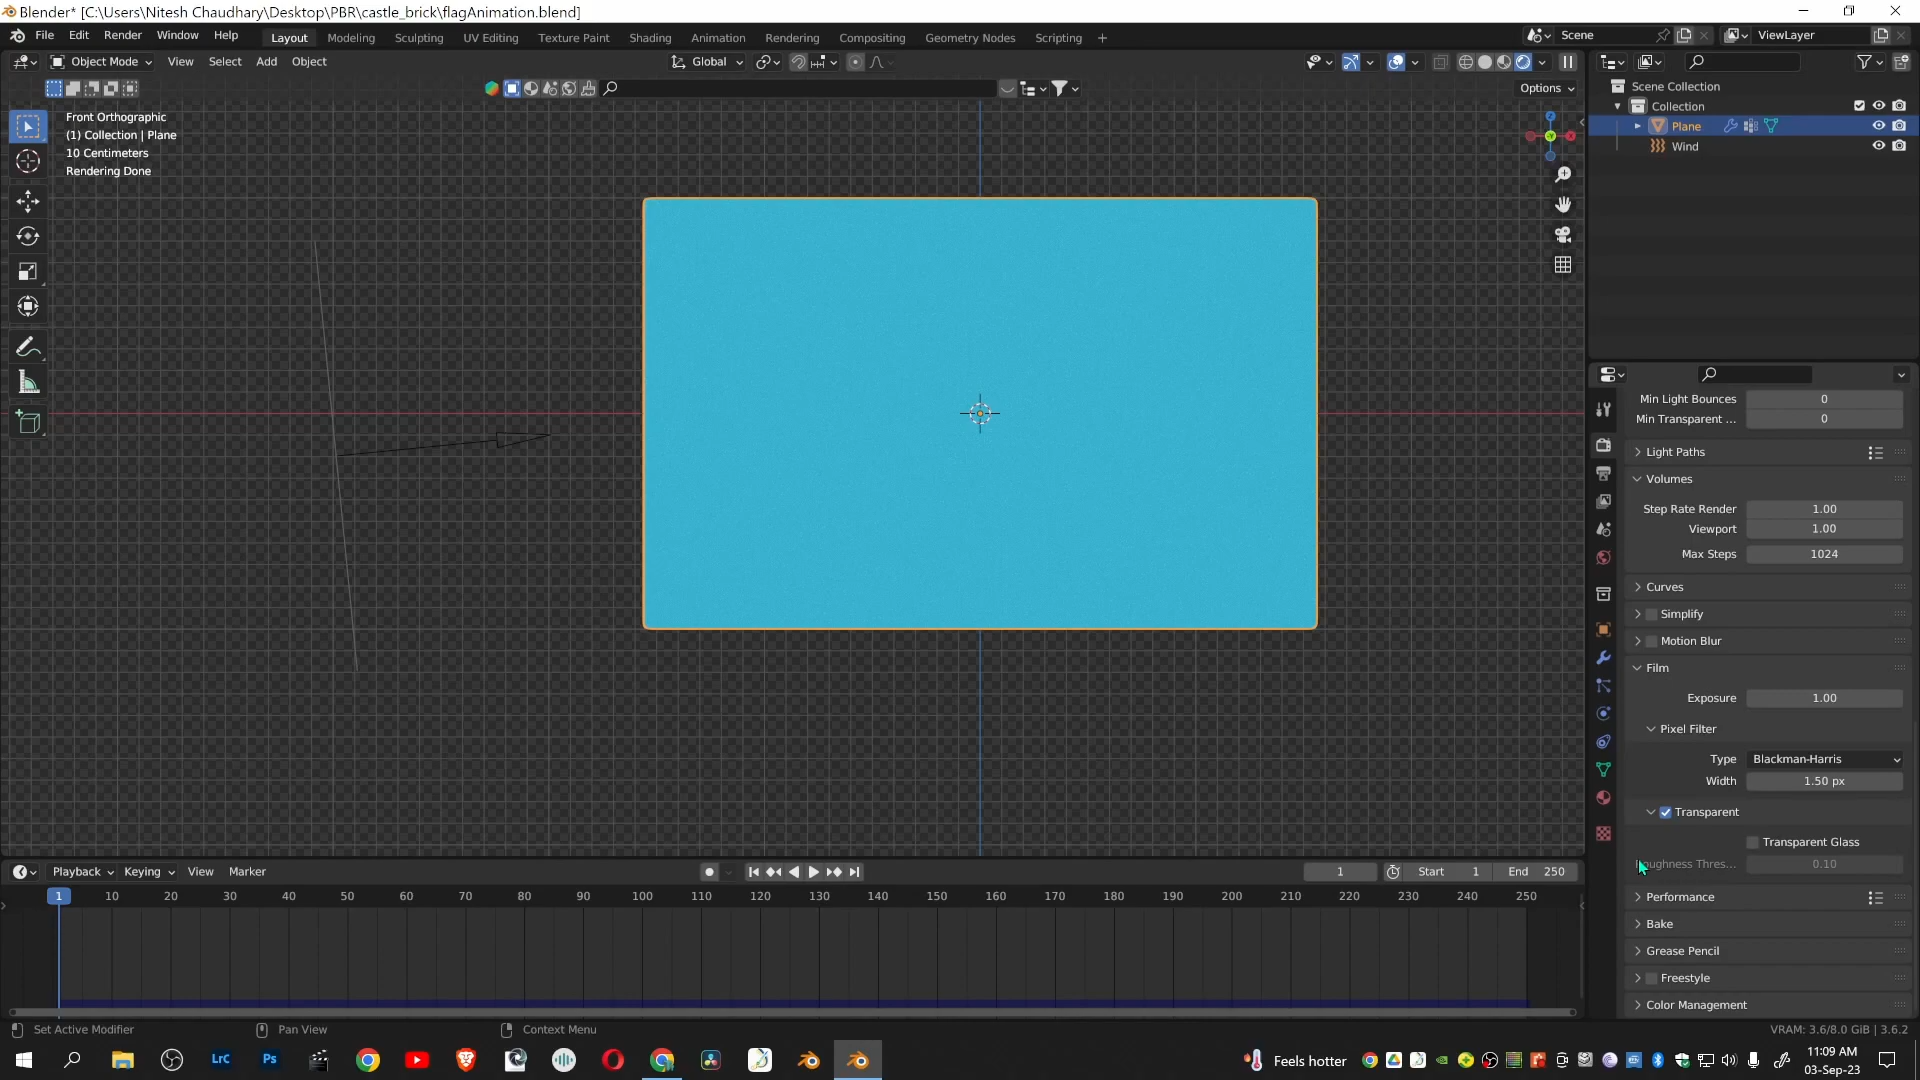 Blender* [C:\Users\Nitesh Chaudhary\Desktop\PBR\castle_brick\flagAnimation.blend]
File Edit Render Window Help Layout Modeling Sculpting UV Editing Texture Paint Shading Animation Rendering Compositing Geometry Nodes Scripting + Scene ViewLayer
Object Mode View Select Add Object Global
Options
Front Orthographic
(1) Collection | Plane
10 Centimeters
Rendering Done
Scene Collection
Collection
Plane
Wind
Min Light Bounces 0
Min Transparent ... 0
Light Paths
Volumes
Step Rate Render 1.00
Viewport 1.00
Max Steps 1024
Curves
Simplify
Motion Blur
Film
Exposure 1.00
Pixel Filter
Type Blackman-Harris
Width 1.50 px
Transparent
Transparent Glass
Thres... 0.10
Performance
Bake
Grease Pencil
Freestyle
Color Management
Playback Keying View Marker 1 Start 1 End 250
1 10 20 30 40 50 60 70 80 90 100 110 120 130 140 150 160 170 180 190 200 210 220 230 240 250
Set Active Modifier Pan View Context Menu VRAM: 3.6/8.0 GiB | 3.6.2
LrC Ps Feels hotter 11:09 AM
03-Sep-23